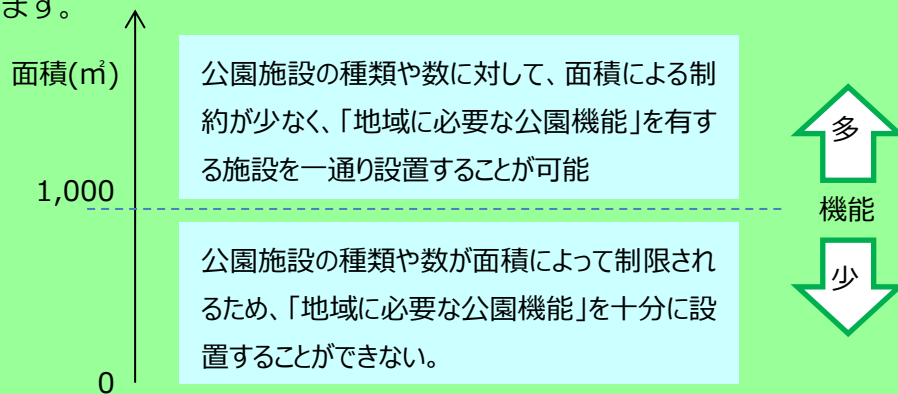 ます。
面積(㎡)
公園施設の種類や数に対して、面積による制
約が少なく、「地域に必要な公園機能」を有す
る施設を一通り設置することが可能
多
1,000
機能
公園施設の種類や数が面積によって制限され
るため、「地域に必要な公園機能」を十分に設
置することができない。
少
0